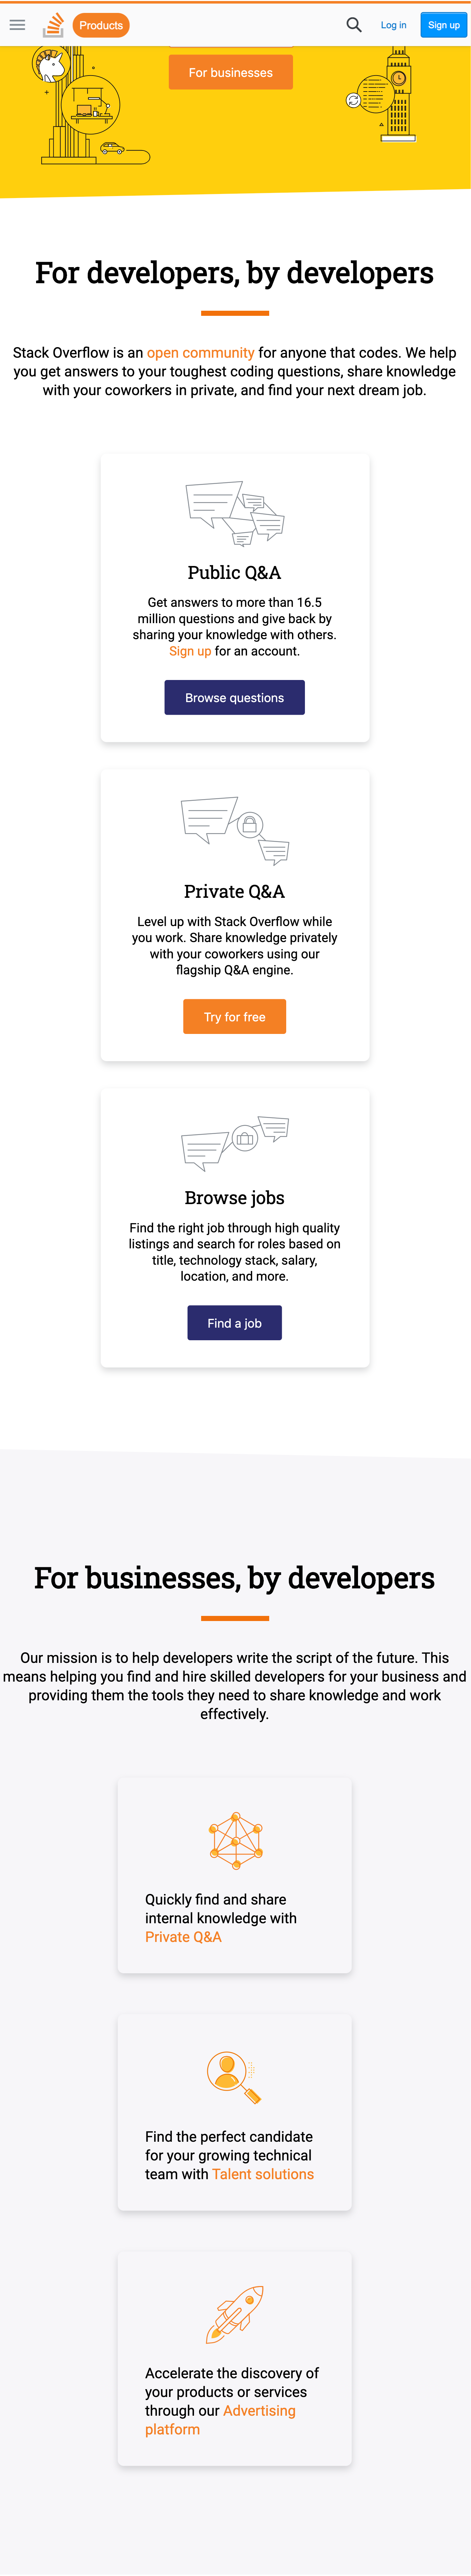 Products
Log in
Sign up
For businesses
For developers, by developers
Stack Overflow is an open community for anyone that codes. We help
you get answers to your toughest coding questions, share knowledge
with your coworkers in private, and find your next dream job.
Public Q&A
Get answers to more than 16.5
million questions and give back by
sharing your knowledge with others.
Sign up for an account.
Browse questions
Private Q&A
Level up with Stack Overflow while
you work. Share knowledge privately
with your coworkers using our
flagship Q&A engine.
Try for free
Browse jobs
Find the right job through high quality
listings and search for roles based on
title, technology stack, salary,
location, and more.
Find a job
For businesses, by developers
Our mission is to help developers write the script of the future. This
means helping you find and hire skilled developers for your business and
providing them the tools they need to share knowledge and work
effectively.
Quickly find and share
internal knowledge with
Private Q&A
Find the perfect candidate
for your growing technical
team with Talent solutions
Accelerate the discovery of
your products or services
through our Advertising
platform